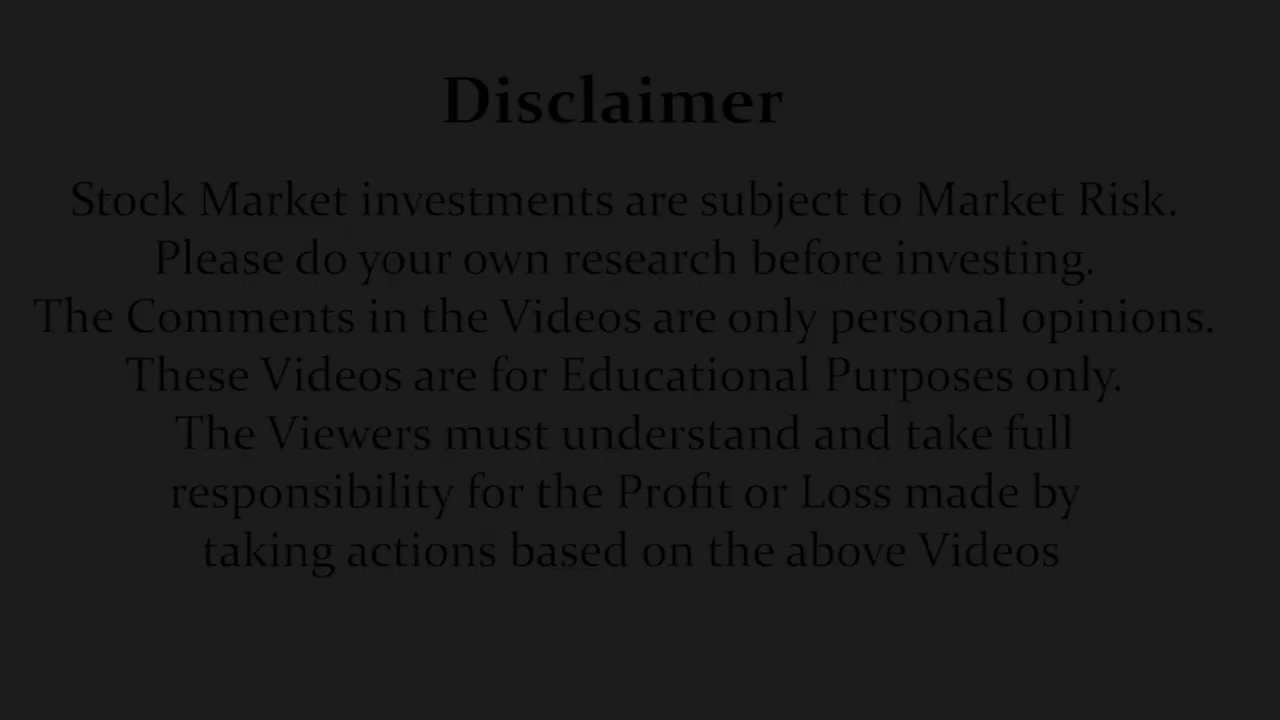 Disclaimer
Stock Market investments are subject to Market Risk.
Please do your own research before investing.
The Comments in the Videos are only personal opinions.
These Videos are for Educational Purposes only.
The Viewers must understand and take full
responsibility for the Profit or Loss made by
taking actions based on the above Videos